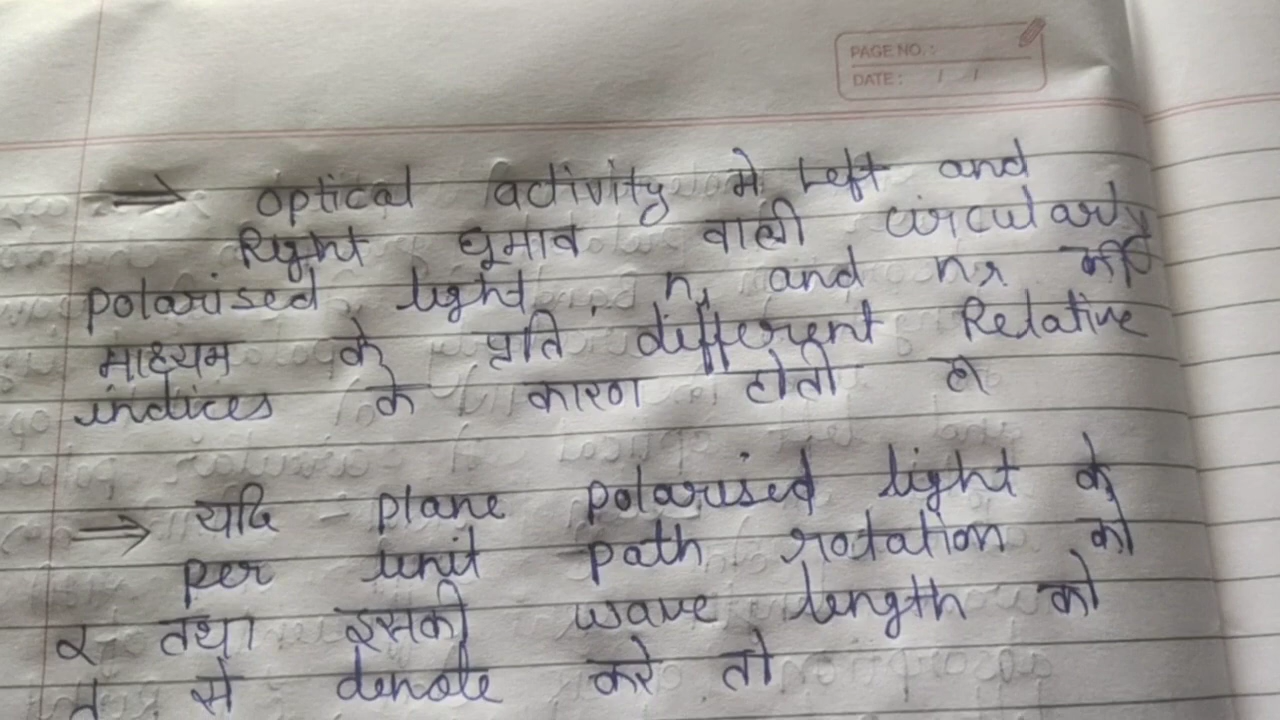 PAGE NO.:
DATE: / /
⇒ optical activity मे Left and
Right घुमाव वाली circularly
polarised light n₁ and nr की
माध्यम के प्रति different Relative
indices के कारण होती है
⇒ यदि plane polarised light के
per unit path rotation को
α तथा इसकी wave length को
से denote करे तो